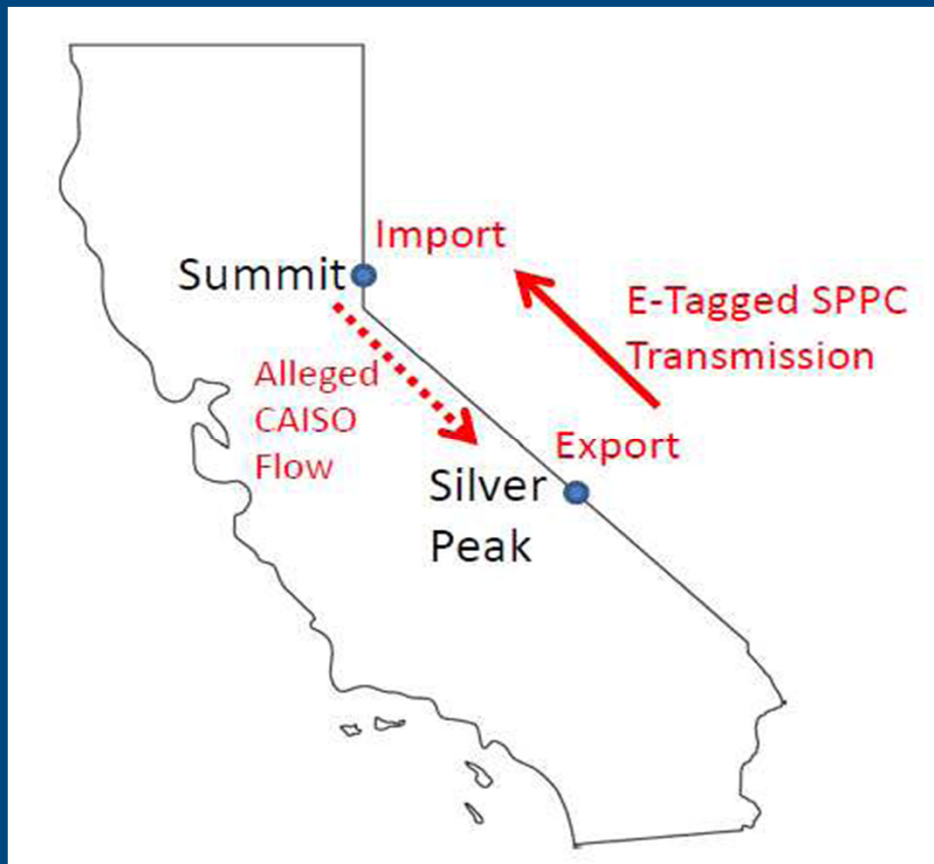 Import
Summit
E-Tagged SPPC
Transmission
Alleged
CAISO
Flow
Export
Silver
Peak